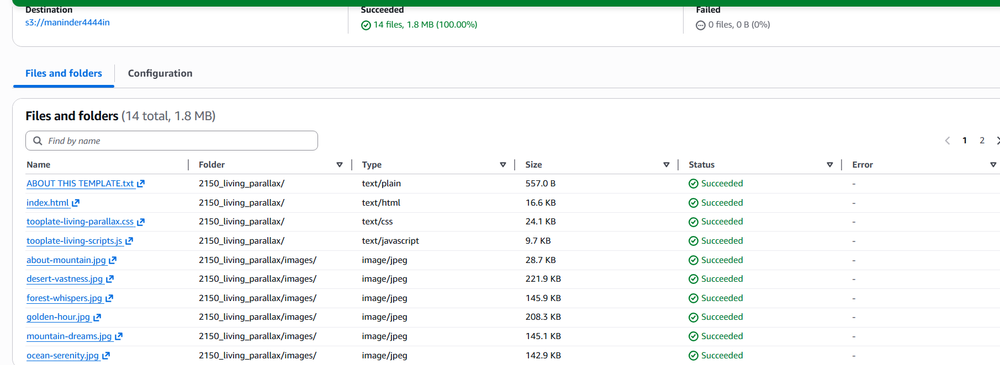 Destination Succeeded Failed
s3://maninder4444in 14 files, 1.8 MB (100.00%) 0 files, 0 B (0%)
Files and folders Configuration
Files and folders (14 total, 1.8 MB)
Find by name 1 2
Name Folder Type Size Status Error
ABOUT THIS TEMPLATE.txt 2150_living_parallax/ text/plain 557.0 B Succeeded -
index.html 2150_living_parallax/ text/html 16.6 KB Succeeded -
tooplate-living-parallax.css 2150_living_parallax/ text/css 24.1 KB Succeeded -
tooplate-living-scripts.js 2150_living_parallax/ text/javascript 9.7 KB Succeeded -
about-mountain.jpg 2150_living_parallax/images/ image/jpeg 28.7 KB Succeeded -
desert-vastness.jpg 2150_living_parallax/images/ image/jpeg 221.9 KB Succeeded -
forest-whispers.jpg 2150_living_parallax/images/ image/jpeg 145.9 KB Succeeded -
golden-hour.jpg 2150_living_parallax/images/ image/jpeg 208.3 KB Succeeded -
mountain-dreams.jpg 2150_living_parallax/images/ image/jpeg 145.1 KB Succeeded -
ocean-serenity.jpg 2150_living_parallax/images/ image/jpeg 142.9 KB Succeeded -